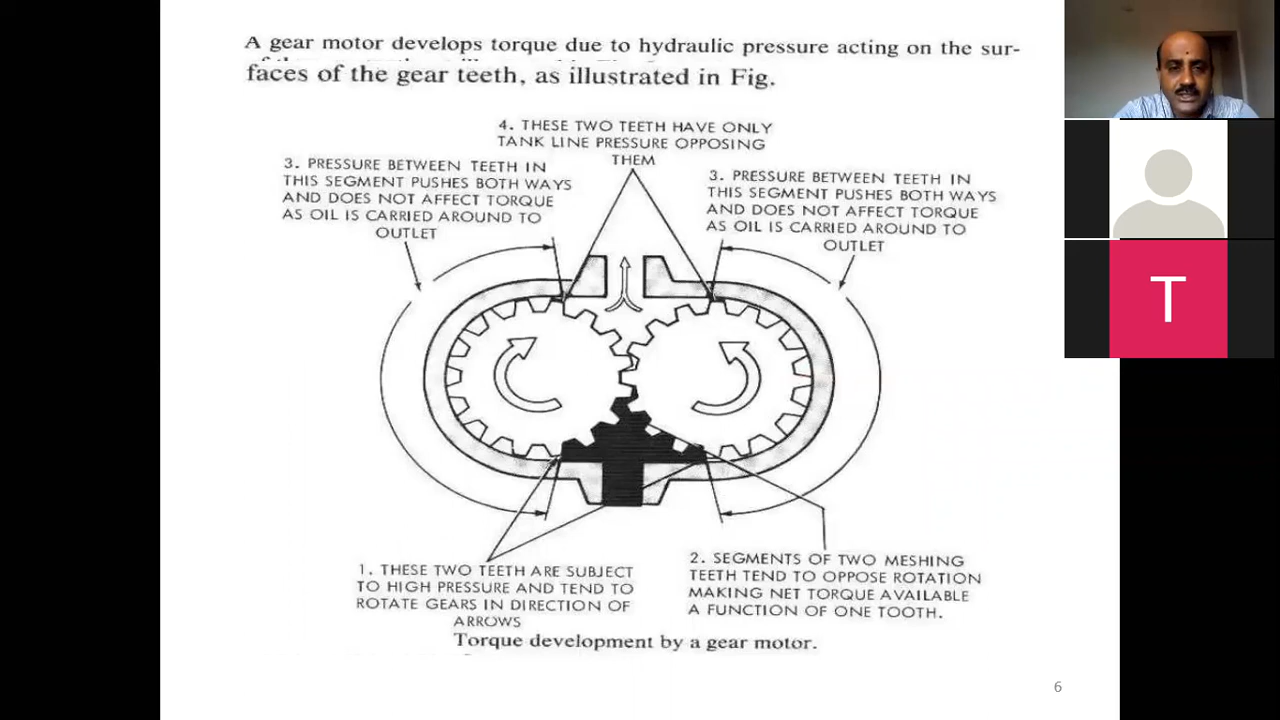 A gear motor develops torque due to hydraulic pressure acting on the sur-
faces of the gear teeth, as illustrated in Fig.
4. THESE TWO TEETH HAVE ONLY
TANK LINE PRESSURE OPPOSING
THEM
3. PRESSURE BETWEEN TEETH IN
THIS SEGMENT PUSHES BOTH WAYS
AND DOES NOT AFFECT TORQUE
AS OIL IS CARRIED AROUND TO
OUTLET
3. PRESSURE BETWEEN TEETH IN
THIS SEGMENT PUSHES BOTH WAYS
AND DOES NOT AFFECT TORQUE
AS OIL IS CARRIED AROUND TO
OUTLET
1. THESE TWO TEETH ARE SUBJECT
TO HIGH PRESSURE AND TEND TO
ROTATE GEARS IN DIRECTION OF
ARROWS
2. SEGMENTS OF TWO MESHING
TEETH TEND TO OPPOSE ROTATION
MAKING NET TORQUE AVAILABLE
A FUNCTION OF ONE TOOTH.
Torque development by a gear motor.
6
T